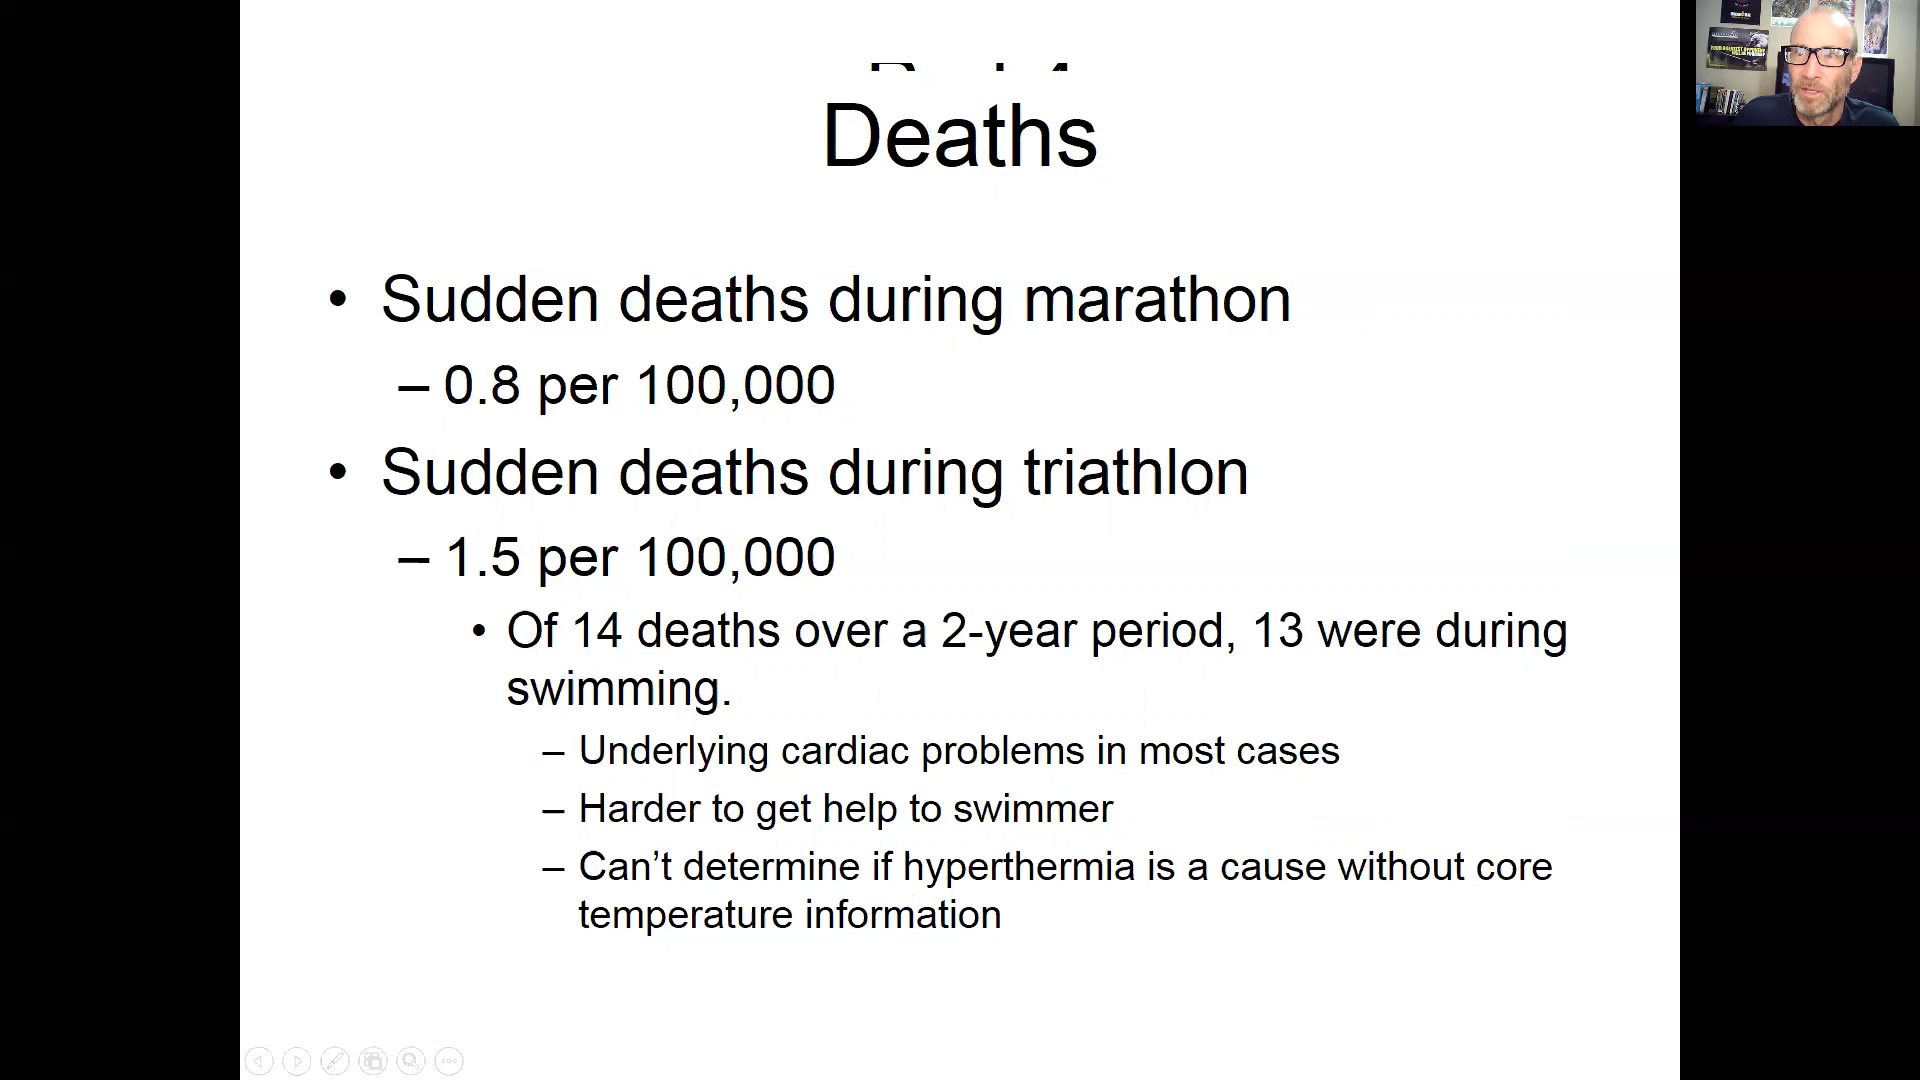 Deaths
• Sudden deaths during marathon
– 0.8 per 100,000
• Sudden deaths during triathlon
– 1.5 per 100,000
• Of 14 deaths over a 2-year period, 13 were during
swimming.
– Underlying cardiac problems in most cases
– Harder to get help to swimmer
– Can’t determine if hyperthermia is a cause without core
temperature information